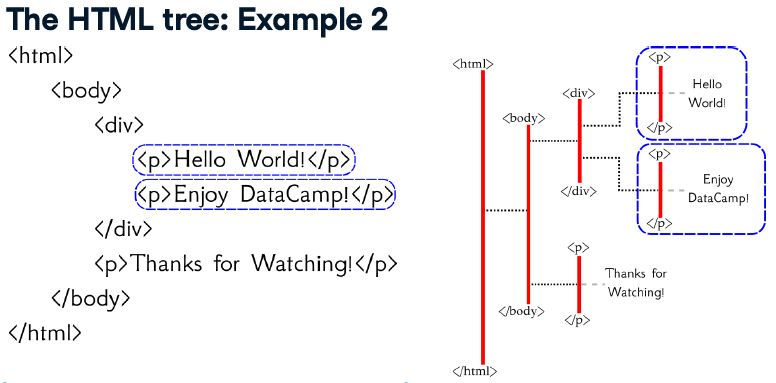 The HTML tree: Example 2
<html>
<body>
<div>
<p>Hello World!</p>
<p>Enjoy DataCamp!</p>
</div>
<p>Thanks for Watching!</p>
</body>
</html>
<html>
<body>
<div>
<p>
Hello
World!
</p>
<p>
Enjoy
DataCamp!
</p>
</div>
<p>
Thanks for
Watching!
</p>
</body>
</html>